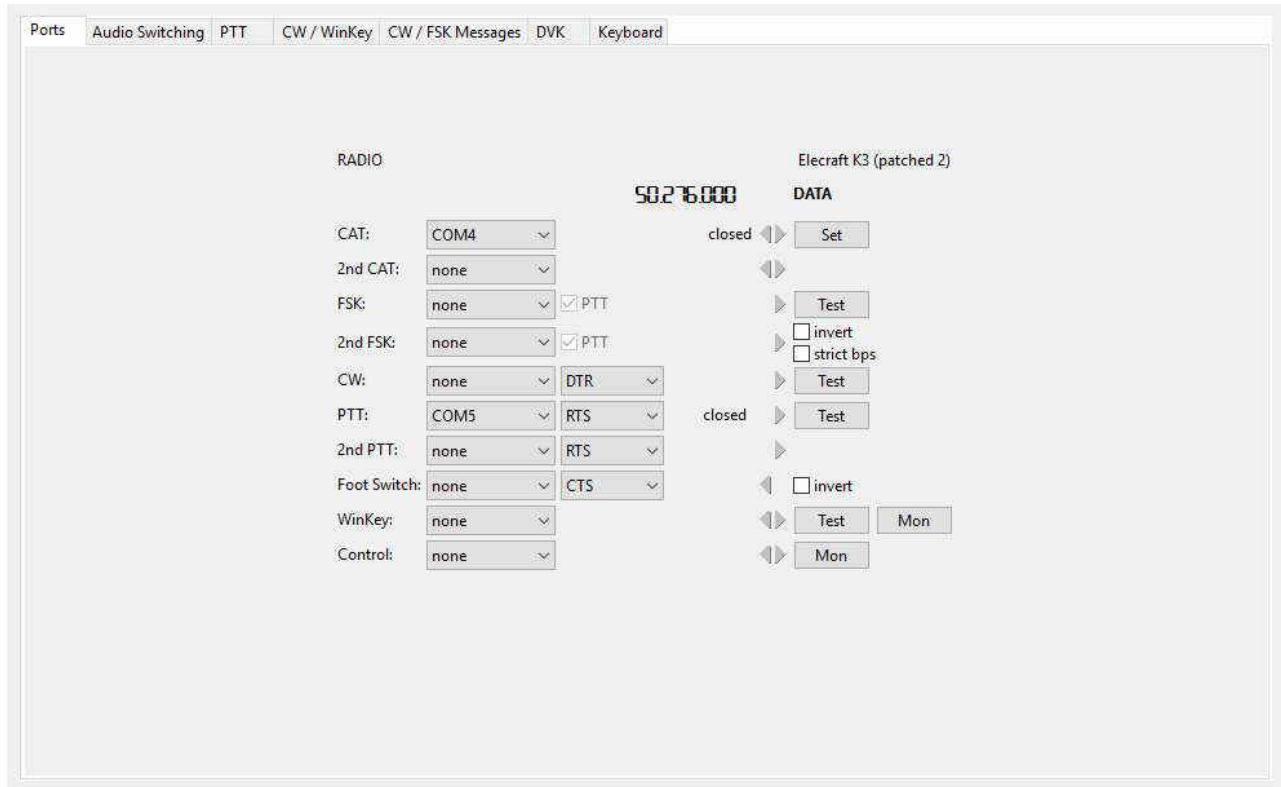 Ports Audio Switching PTT CW / WinKey CW / FSK Messages DVK Keyboard
RADIO Elecraft K3 (patched 2)
50.276.000 DATA
CAT: COM4 closed Set
2nd CAT: none
FSK: none PTT Test
2nd FSK: none PTT invert
strict bps
CW: none DTR Test
PTT: COM5 RTS closed Test
2nd PTT: none RTS
Foot Switch: none CTS invert
WinKey: none Test Mon
Control: none Mon